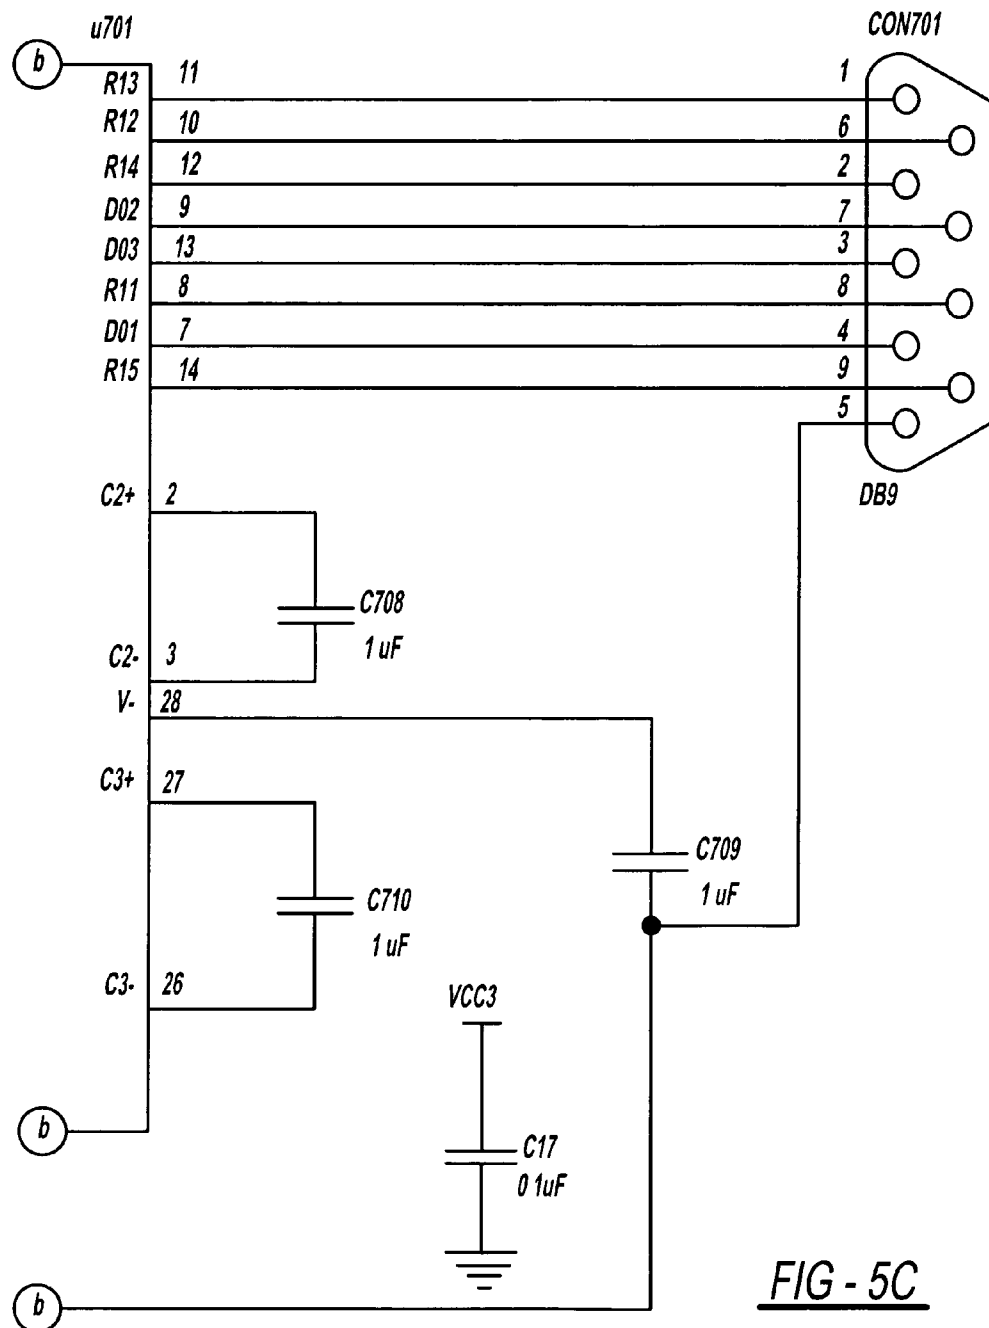 u701 CON701
b
R13 11 1
R12 10 6
R14 12 2
D02 9 7
D03 13 3
R11 8 8
D01 7 4
R15 14 9
5
C2+ 2 DB9
C708
1 uF
C2- 3
V- 28
C3+ 27
C709
1 uF
C710
1 uF
C3- 26
VCC3
b
C17
0 1uF
FIG - 5C
b